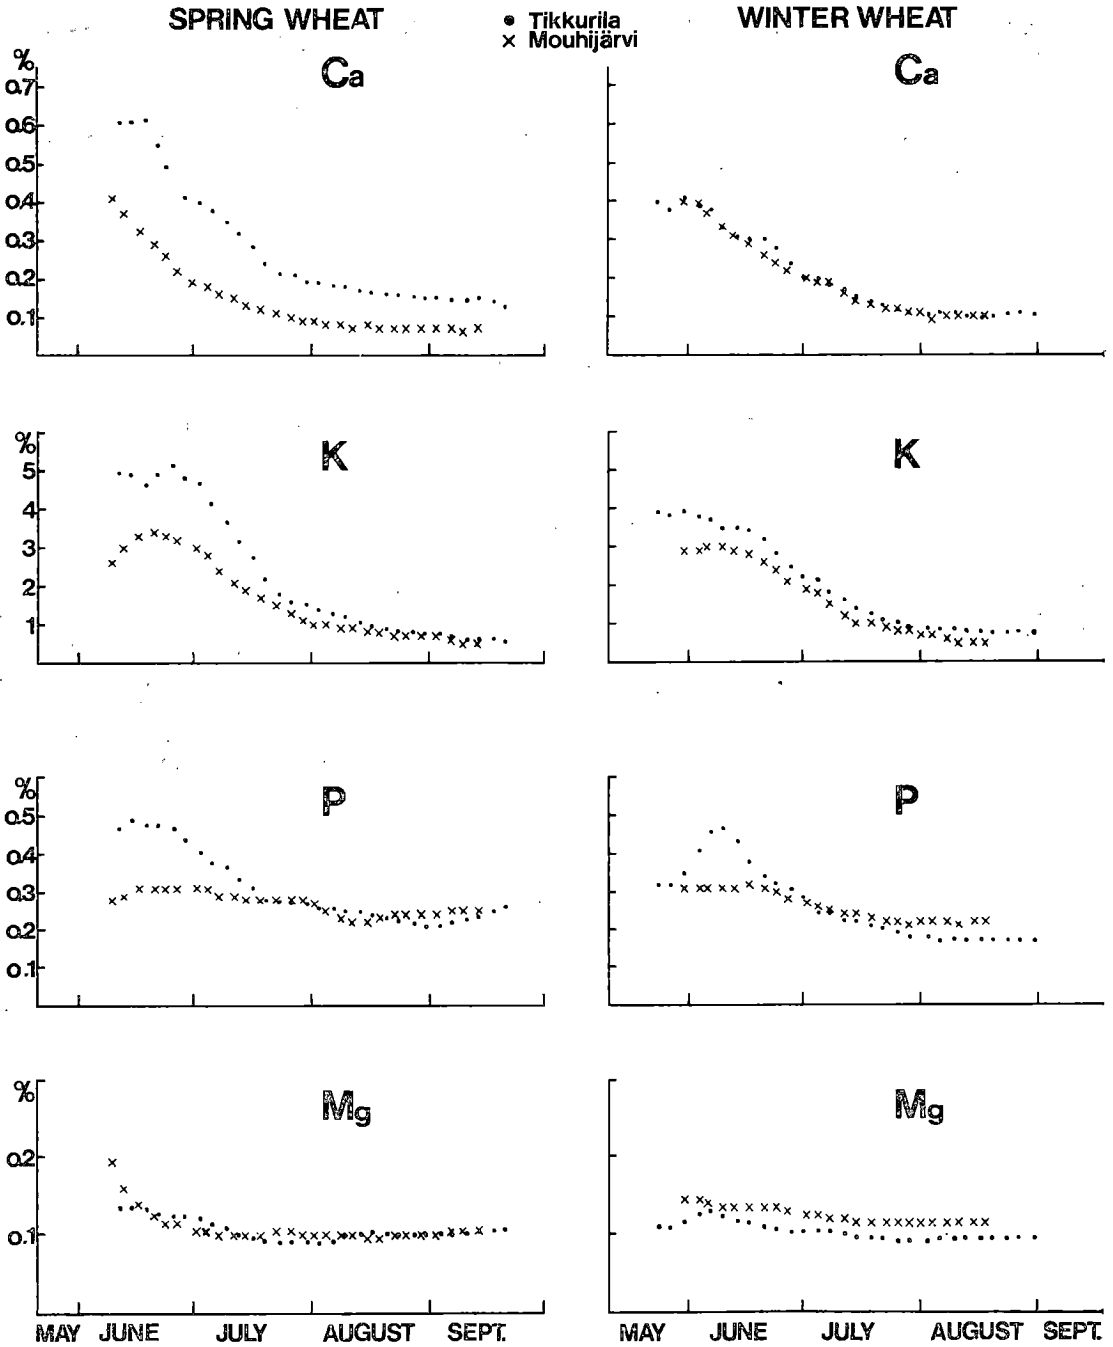 SPRING WHEAT
• Tikkurila
× Mouhijärvi
WINTER WHEAT
%
Ca
0.7
0.6
0.5
0.4
0.3
0.2
0.1
Ca
%
K
5
4
3
2
1
K
%
P
0.5
0.4
0.3
0.2
0.1
P
%
Mg
0.2
0.1
Mg
MAY JUNE JULY AUGUST SEPT.
MAY JUNE JULY AUGUST SEPT.